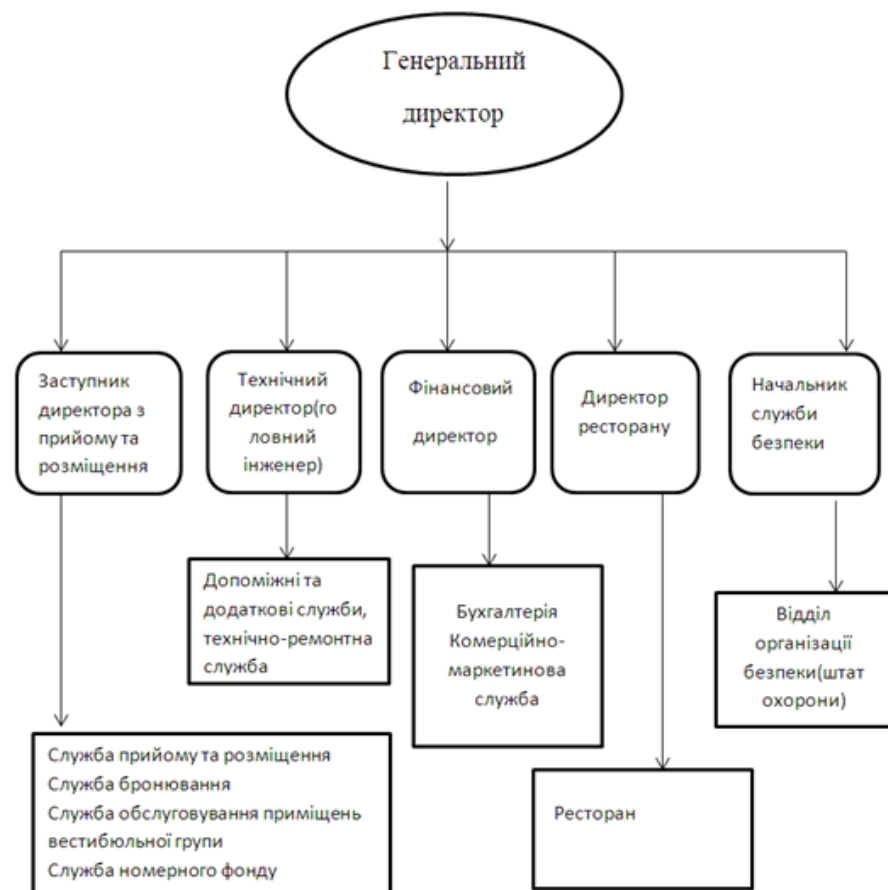 Генеральний
директор
Заступник
директора з
прийому та
розміщення
Технічний
директор(го
ловний
інженер)
Фінансовий
директор
Директор
ресторану
Начальник
служби
безпеки
Допоміжні та
додаткові служби,
технічно-ремонтна
служба
Бухгалтерія
Комерційно-
маркетинова
служба
Відділ
організації
безпеки(штат
охорони)
Служба прийому та розміщення
Служба бронювання
Служба обслуговування приміщень
вестибюльної групи
Служба номерного фонду
Ресторан